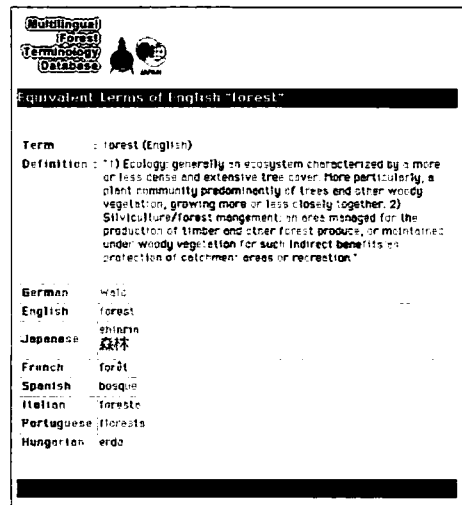 Multilingual
Forest
Terminology
Database
JAPAN
Equivalent terms of English "forest"
Term : forest (English)
Definition : "1) Ecology: generally an ecosystem characterized by a more
or less dense and extensive tree cover. More particularly, a
plant community predominantly of trees and other woody
vegetation, growing more or less closely together. 2)
Silviculture/forest mangement: an area managed for the
production of timber and other forest produce, or maintained
under woody vegetation for such indirect benefits as
protection of catchment areas or recreation."
German Wald
English forest
Japanese shinrin
森林
French forêt
Spanish bosque
Italian foresta
Portuguese floresta
Hungarian erdo